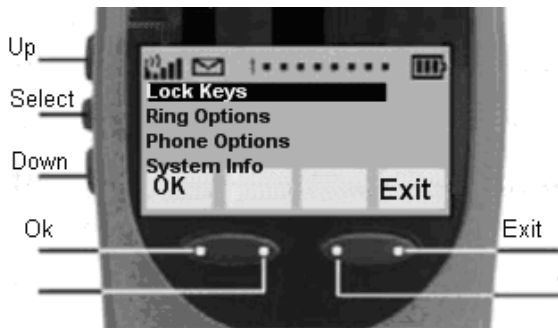 Up
Select
Down
Ok
Lock Keys
Ring Options
Phone Options
System Info
OK
Exit
Exit